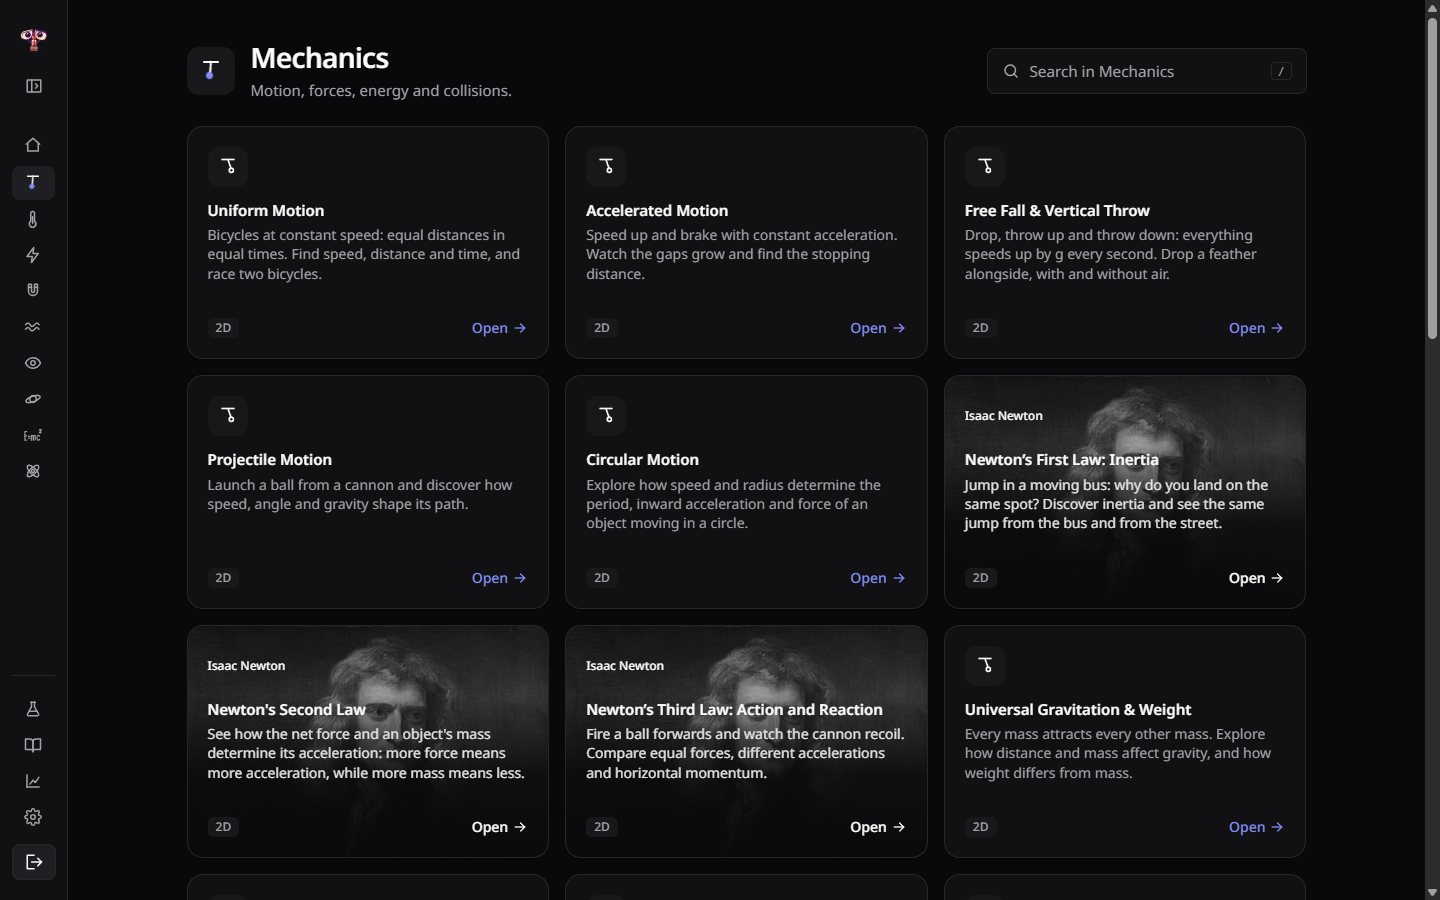 Mechanics
Motion, forces, energy and collisions.
Search in Mechanics
/
Uniform Motion
Bicycles at constant speed: equal distances in
equal times. Find speed, distance and time, and
race two bicycles.
2D
Open →
Accelerated Motion
Speed up and brake with constant acceleration.
Watch the gaps grow and find the stopping
distance.
2D
Open →
Free Fall & Vertical Throw
Drop, throw up and throw down: everything
speeds up by g every second. Drop a feather
alongside, with and without air.
2D
Open →
Projectile Motion
Launch a ball from a cannon and discover how
speed, angle and gravity shape its path.
2D
Open →
Circular Motion
Explore how speed and radius determine the
period, inward acceleration and force of an
object moving in a circle.
2D
Open →
Isaac Newton
Newton’s First Law: Inertia
Jump in a moving bus: why do you land on the
same spot? Discover inertia and see the same
jump from the bus and from the street.
2D
Open →
Isaac Newton
Newton's Second Law
See how the net force and an object's mass
determine its acceleration: more force means
more acceleration, while more mass means less.
2D
Open →
Isaac Newton
Newton’s Third Law: Action and Reaction
Fire a ball forwards and watch the cannon recoil.
Compare equal forces, different accelerations
and horizontal momentum.
2D
Open →
Universal Gravitation & Weight
Every mass attracts every other mass. Explore
how distance and mass affect gravity, and how
weight differs from mass.
2D
Open →
E=mc²